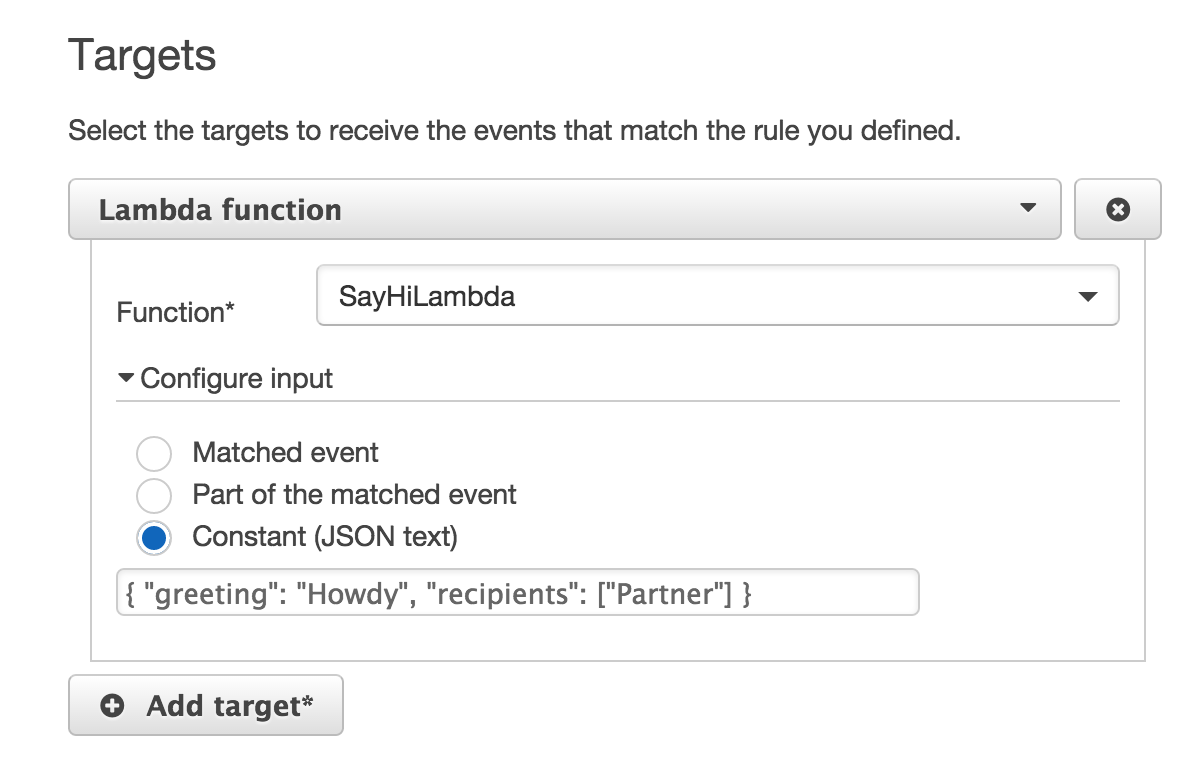 Targets
Select the targets to receive the events that match the rule you defined.
Lambda function
Function*
SayHiLambda
Configure input
Matched event
Part of the matched event
Constant (JSON text)
{ "greeting": "Howdy", "recipients": ["Partner"] }
Add target*